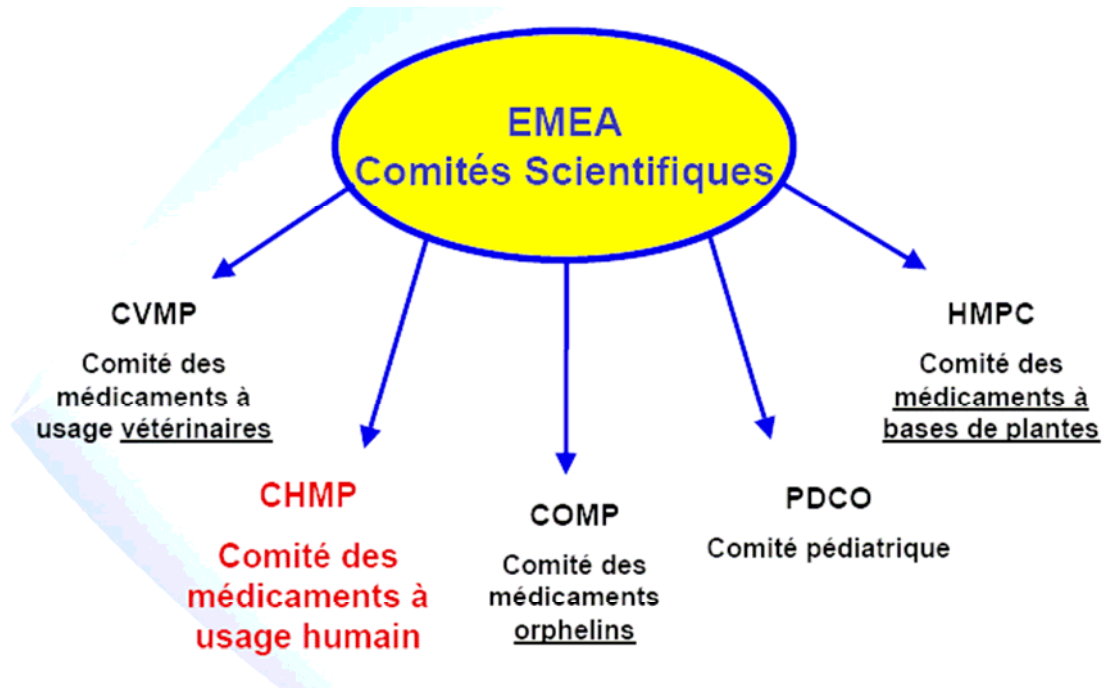 EMEA
Comités Scientifiques
CVMP
Comité des
médicaments à
usage vétérinaires
CHMP
Comité des
médicaments à
usage humain
COMP
Comité des
médicaments
orphelins
PDCO
Comité pédiatrique
HMPC
Comité des
médicaments à
bases de plantes